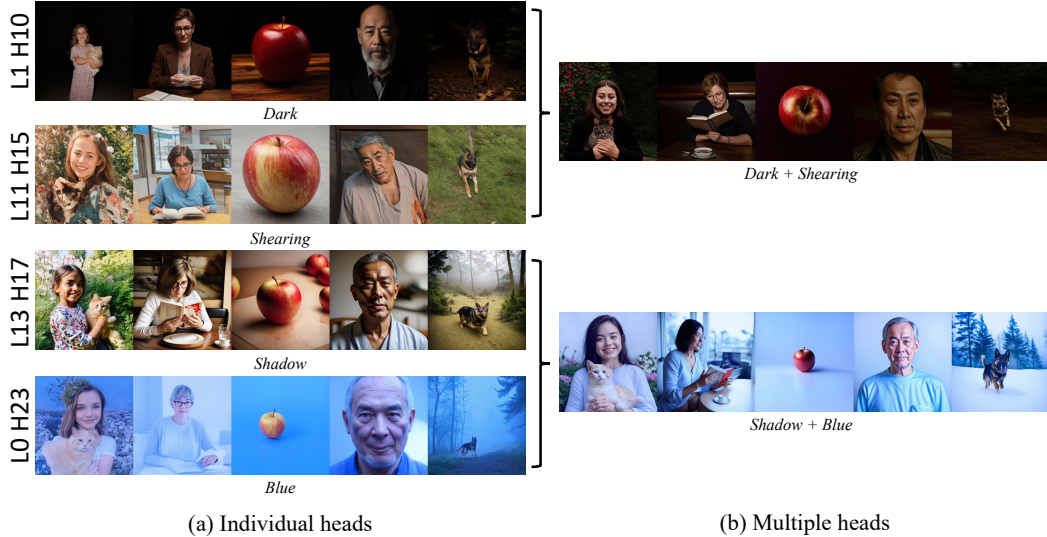 L1 H10
Dark
L11 H15
Shearing
L13 H17
Shadow
L0 H23
Blue
(a) Individual heads
Dark + Shearing
Shadow + Blue
(b) Multiple heads